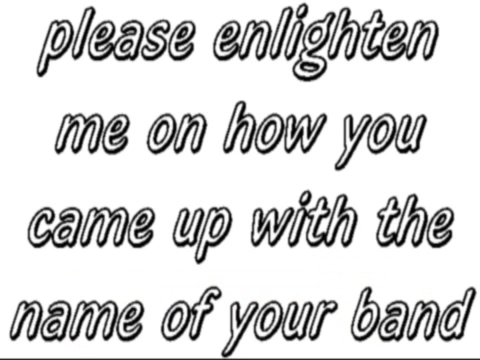 please enlighten
me on how you
came up with the
name of your band